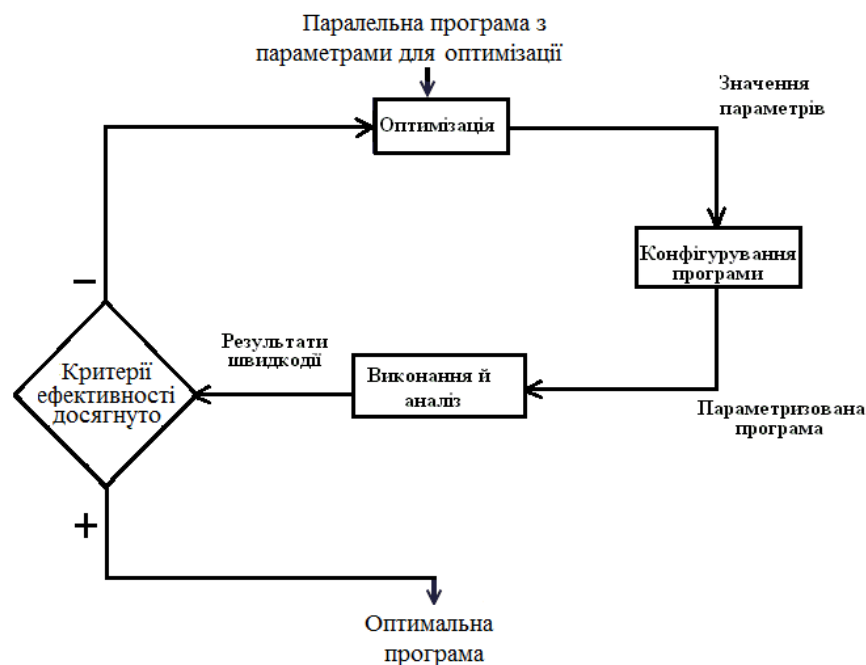 Паралельна програма з
параметрами для оптимізації
Оптимізація
Значення
параметрів
Конфігурування
програми
Параметризована
програма
Виконання й
аналіз
Результати
швидкодії
Критерії
ефективності
досягнуто
−
+
Оптимальна
програма